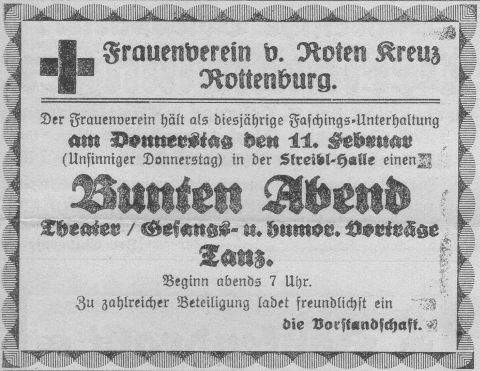 Frauenverein v. Roten Kreuz
Rottenburg.
Der Frauenverein hält als diesjährige Faschings-Unterhaltung
am Donnerstag den 11. Februar
(Unsinniger Donnerstag) in der Streibl-Halle einen
Bunten Abend
Theater / Gesangs- u. humor. Vorträge
Tanz.
Beginn abends 7 Uhr.
Zu zahlreicher Beteiligung ladet freundlichst ein
die Vorstandschaft.